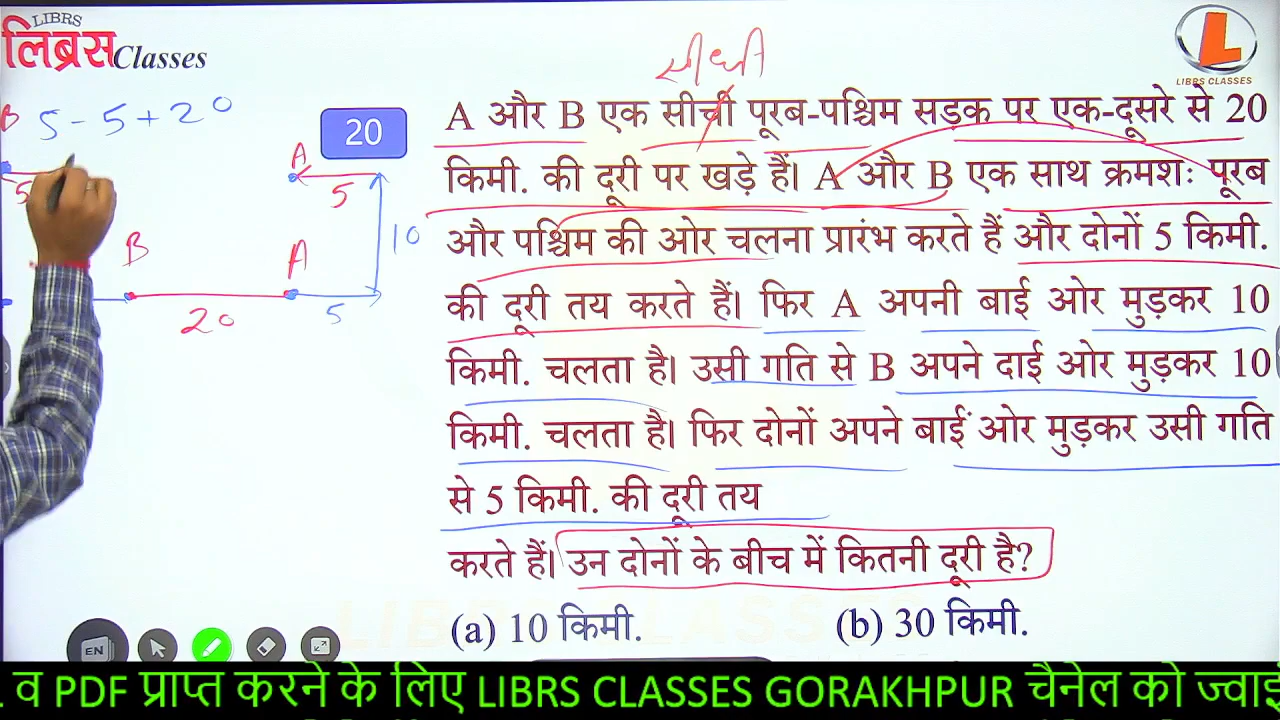 LIBRS
लिब्रस Classes
LIBRS CLASSES
सीधी
B 5 - 5 + 20
20
A और B एक सीची पूरब-पश्चिम सडक पर एक-दूसरे से 20
किमी. की दूरी पर खड़े हैं। A और B एक साथ क्रमशः पूरब
और पश्चिम की ओर चलना प्रारंभ करते हैं और दोनों 5 किमी.
की दूरी तय करते हैं। फिर A अपनी बाई ओर मुड़कर 10
किमी. चलता है। उसी गति से B अपने दाई ओर मुड़कर 10
किमी. चलता है। फिर दोनों अपने बाईं ओर मुड़कर उसी गति
से 5 किमी. की दूरी तय
करते हैं। उन दोनों के बीच में कितनी दूरी है?
(a) 10 किमी. (b) 30 किमी.
A
5 5
10
B A
20 5
EN
व PDF प्राप्त करने के लिए LIBRS CLASSES GORAKHPUR चैनेल को ज्वाई